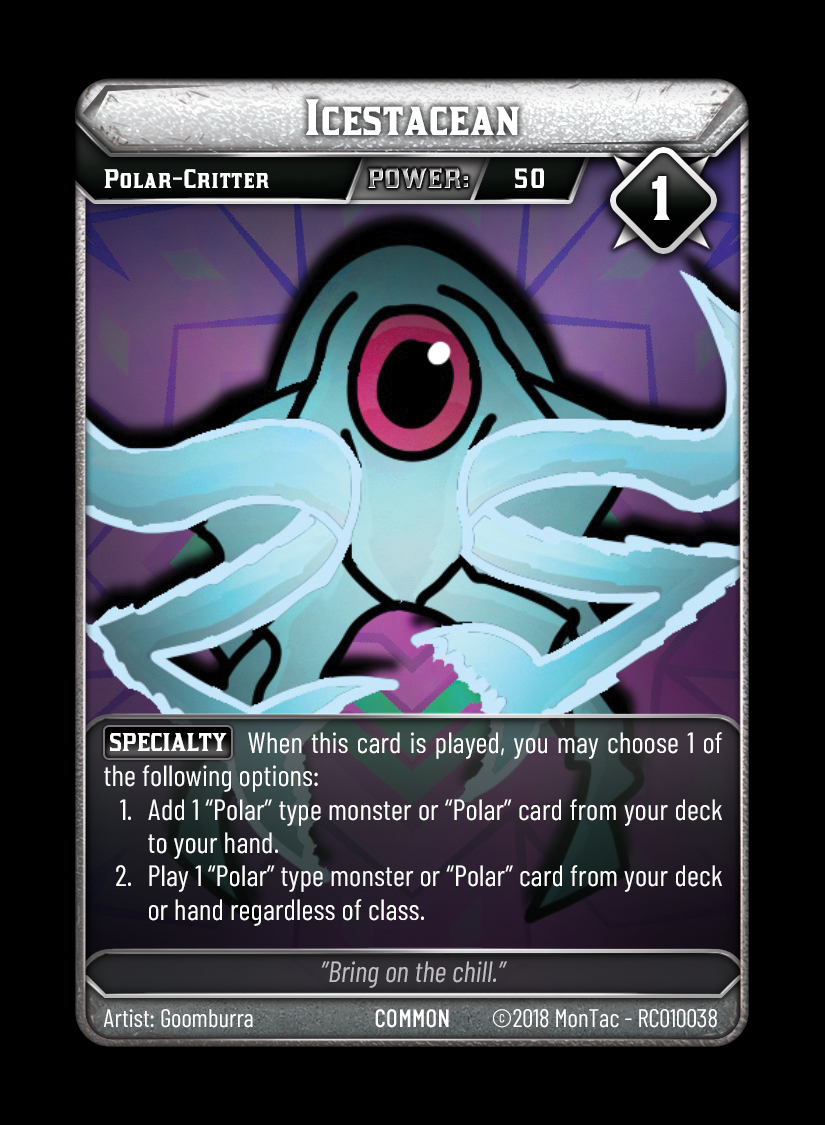 Icestacean
Polar-Critter POWER: 50
1
SPECIALTY When this card is played, you may choose 1 of
the following options:
1. Add 1 "Polar" type monster or "Polar" card from your deck
to your hand.
2. Play 1 "Polar" type monster or "Polar" card from your deck
or hand regardless of class.
"Bring on the chill."
Artist: Goomburra COMMON ©2018 MonTac - RC010038